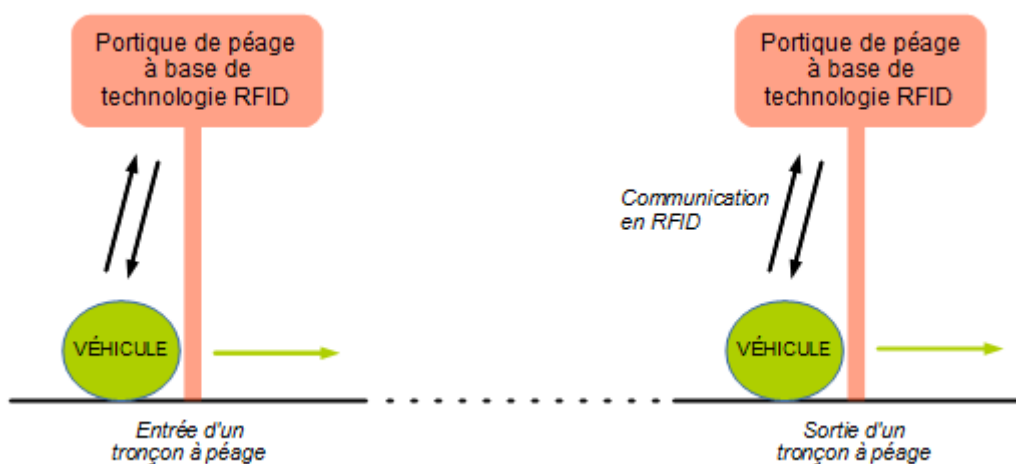 Portique de péage
à base de
technologie RFID
Portique de péage
à base de
technologie RFID
Communication
en RFID
VÉHICULE
VÉHICULE
Entrée d'un
tronçon à péage
Sortie d'un
tronçon à péage